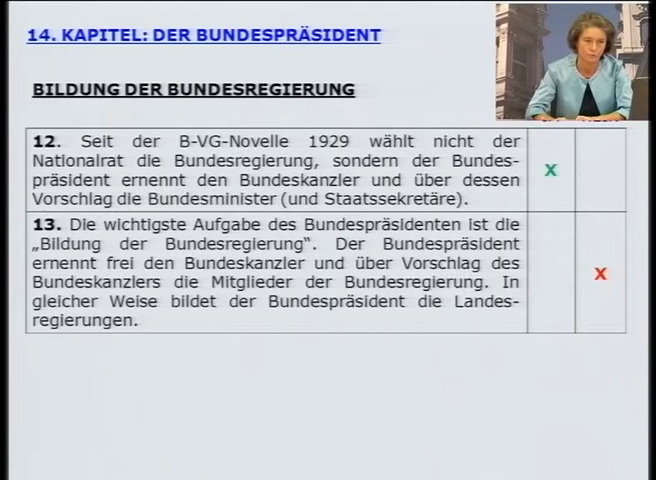 14. KAPITEL: DER BUNDESPRÄSIDENT
BILDUNG DER BUNDESREGIERUNG
12. Seit der B-VG-Novelle 1929 wählt nicht der
Nationalrat die Bundesregierung, sondern der Bundes-
präsident ernennt den Bundeskanzler und über dessen
Vorschlag die Bundesminister (und Staatssekretäre).
X
13. Die wichtigste Aufgabe des Bundespräsidenten ist die
„Bildung der Bundesregierung“. Der Bundespräsident
ernennt frei den Bundeskanzler und über Vorschlag des
Bundeskanzlers die Mitglieder der Bundesregierung. In
gleicher Weise bildet der Bundespräsident die Landes-
regierungen.
X